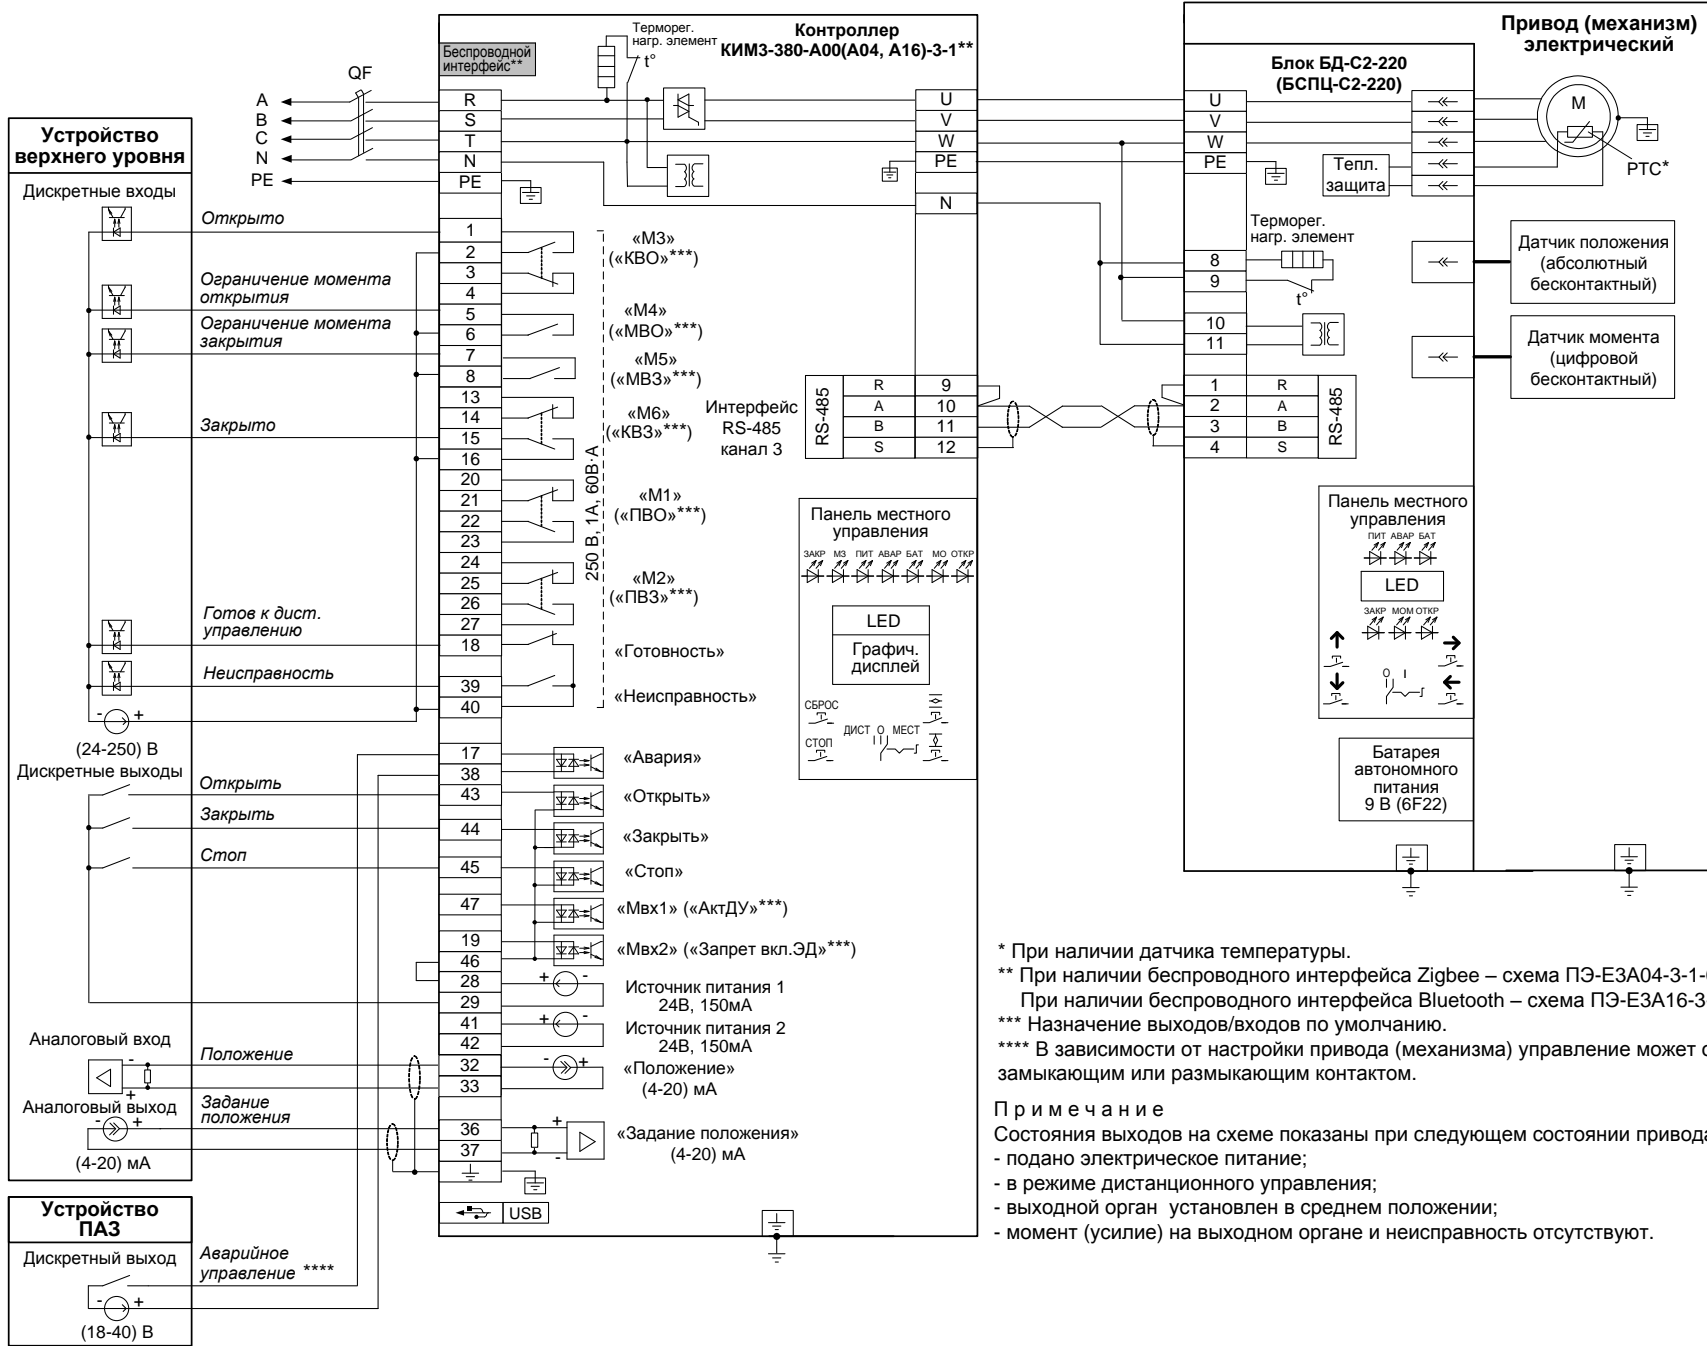 Устройство
верхнего уровня
Дискретные входы
QF
A
B
C
N
PE
Открыто
Ограничение момента
открытия
Ограничение момента
закрытия
Закрыто
Готов к дист.
управлению
Неисправность
- +
(24-250) В
Дискретные выходы
Открыть
Закрыть
Стоп
Аналоговый вход
-
+
Положение
Аналоговый выход
- +
Задание
положения
(4-20) мА
Устройство
ПАЗ
Дискретный выход
Аварийное
управление ****
- +
(18-40) В
Беспроводной
интерфейс**
Терморег.
нагр. элемент
t°
Контроллер
КИМ3-380-А00(А04, А16)-3-1**
R
S
T
N
PE
1
2
3
4
5
6
7
8
13
14
15
16
20
21
22
23
24
25
26
27
18
39
40
17
38
43
44
45
47
19
46
28
29
41
42
32
33
36
37
USB
«М3»
(«КВО»***)
«М4»
(«МВО»***)
«М5»
(«МВЗ»***)
«М6»
(«КВЗ»***)
«М1»
(«ПВО»***)
«М2»
(«ПВЗ»***)
250 В, 1А, 60В·А
«Готовность»
«Неисправность»
«Авария»
«Открыть»
«Закрыть»
«Стоп»
«Мвх1» («АктДУ»***)
«Мвх2» («Запрет вкл.ЭД»***)
+ -
Источник питания 1
24В, 150мА
+ -
Источник питания 2
24В, 150мА
- +
«Положение»
(4-20) мА
+
-
«Задание положения»
(4-20) мА
U
V
W
PE
N
Интерфейс
RS-485
канал 3
RS-485
R 9
A 10
B 11
S 12
Панель местного
управления
ЗАКР МЗ ПИТ АВАР БАТ МО ОТКР
LED
Графич.
дисплей
СБРОС
СТОП
ДИСТ О МЕСТ
Привод (механизм)
электрический
Блок БД-С2-220
(БСПЦ-С2-220)
U
V
W
PE
M
PTC*
Тепл.
защита
Терморег.
нагр. элемент
8
9
t°
10
11
1 R
2 A
3 B
4 S
RS-485
Датчик положения
(абсолютный
бесконтактный)
Датчик момента
(цифровой
бесконтактный)
Панель местного
управления
ПИТ АВАР БАТ
LED
ЗАКР МОМ ОТКР
O I
Батарея
автономного
питания
9 В (6F22)
* При наличии датчика температуры.
** При наличии беспроводного интерфейса Zigbee – схема ПЭ-Е3А04-3-1-
При наличии беспроводного интерфейса Bluetooth – схема ПЭ-Е3А16-3
*** Назначение выходов/входов по умолчанию.
**** В зависимости от настройки привода (механизма) управление может
замыкающим или размыкающим контактом.
П р и м е ч а н и е
Состояния выходов на схеме показаны при следующем состоянии привода
- подано электрическое питание;
- в режиме дистанционного управления;
- выходной орган установлен в среднем положении;
- момент (усилие) на выходном органе и неисправность отсутствуют.